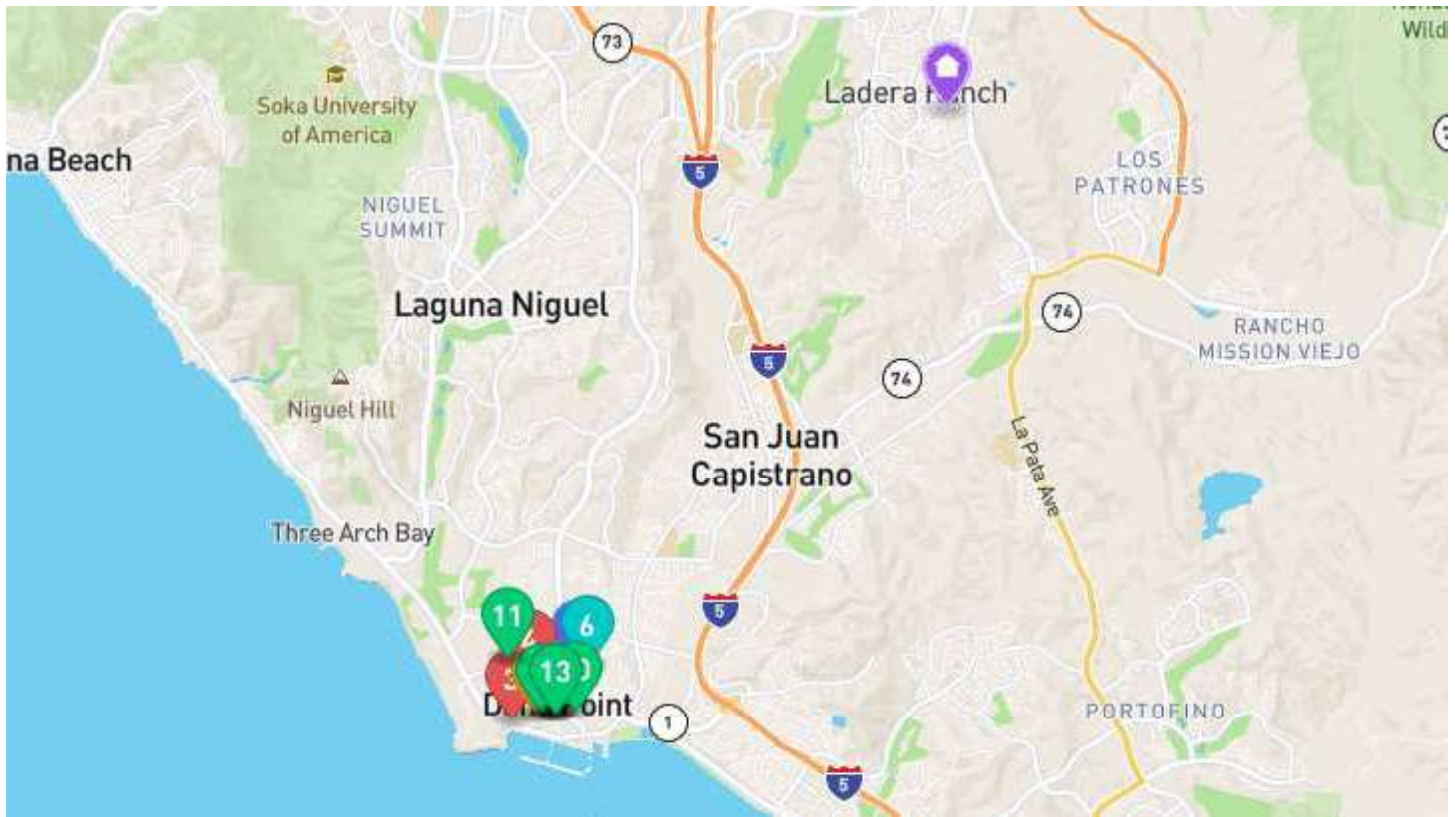 73
Wild
Ladera
Soka University
of America
na Beach
LOS
PATRONES
5
NIGUEL
SUMMIT
Laguna Niguel
74
RANCHO
MISSION VIEJO
5
74
Niguel Hill
San Juan
Capistrano
La Pata Ave
Three Arch Bay
5
11
6
13
3
oint
1
PORTOFINO
5